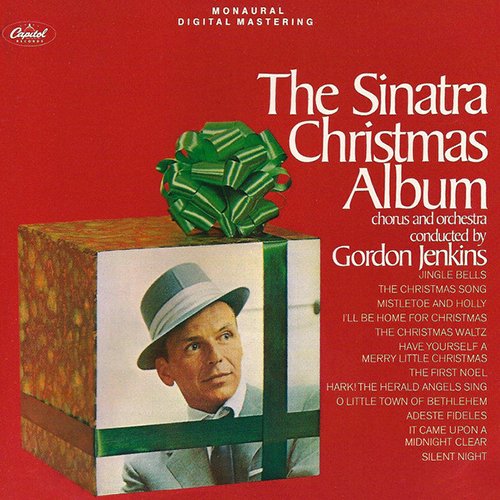 MONAURAL
DIGITAL MASTERING
Capitol
RECORDS
The Sinatra
Christmas
Album
chorus and orchestra
conducted by
Gordon Jenkins
JINGLE BELLS
THE CHRISTMAS SONG
MISTLETOE AND HOLLY
I'LL BE HOME FOR CHRISTMAS
THE CHRISTMAS WALTZ
HAVE YOURSELF A
MERRY LITTLE CHRISTMAS
THE FIRST NOEL
HARK! THE HERALD ANGELS SING
O LITTLE TOWN OF BETHLEHEM
ADESTE FIDELES
IT CAME UPON A
MIDNIGHT CLEAR
SILENT NIGHT